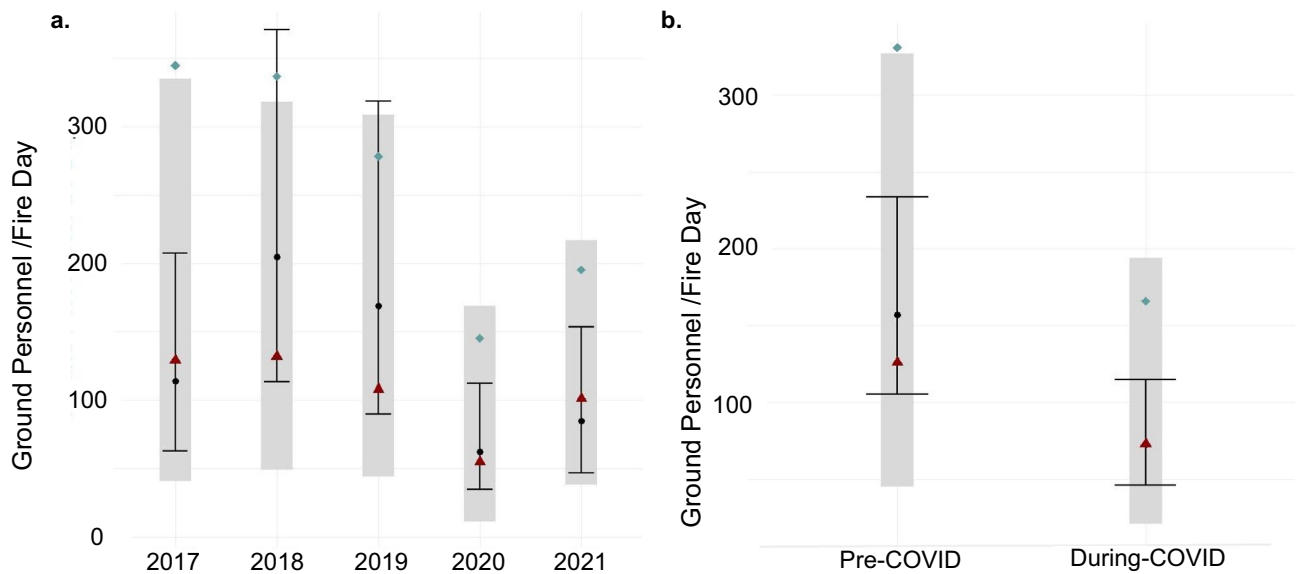 a.
Ground Personnel /Fire Day
300
200
100
0
2017 2018 2019 2020 2021
b.
Ground Personnel /Fire Day
300
200
100
Pre-COVID During-COVID